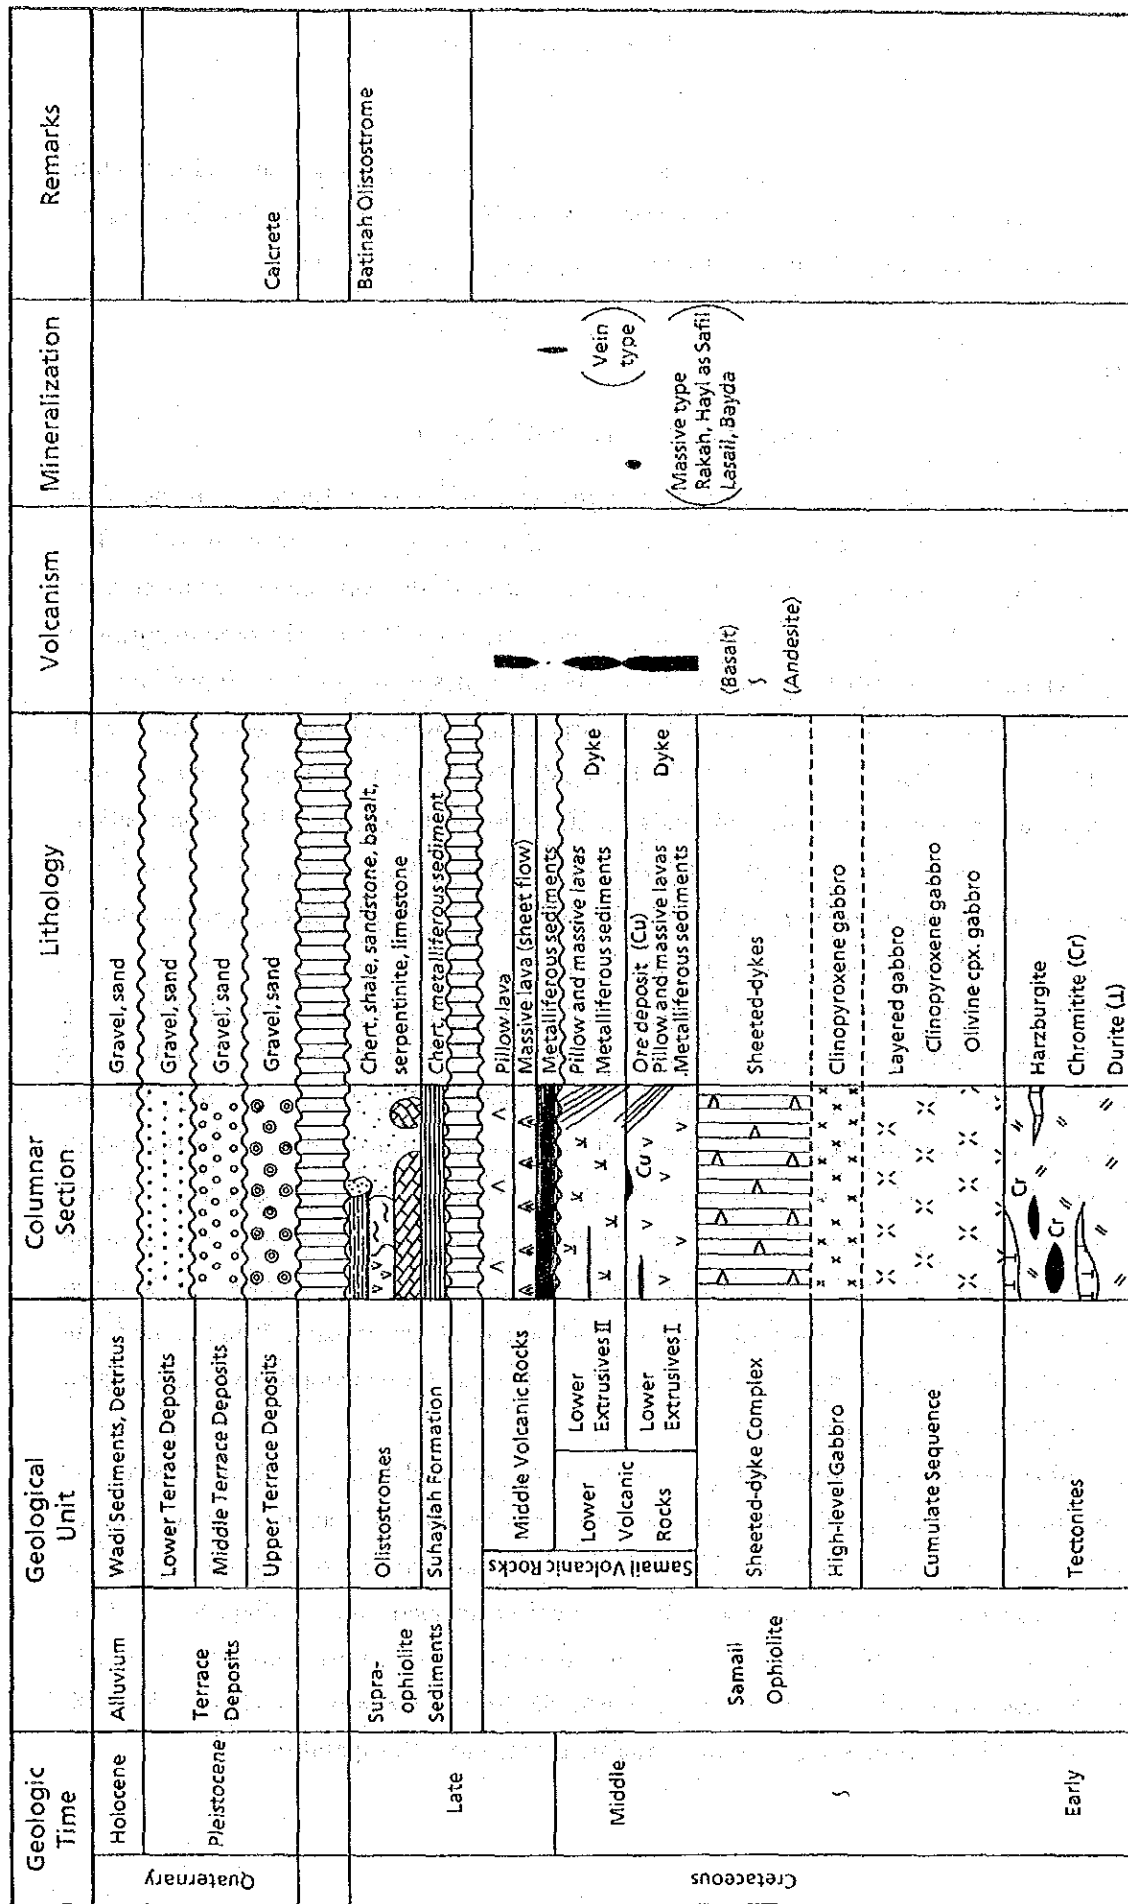 Geologic
Time
Geological
Unit
Columnar
Section
Lithology
Volcanism
Mineralization
Remarks
Quaternary
Holocene
Alluvium
Wadi Sediments, Detritus
Gravel, sand
Pleistocene
Terrace
Deposits
Lower Terrace Deposits
Gravel, sand
Middle Terrace Deposits
Gravel, sand
Upper Terrace Deposits
Gravel, sand
Calcrete
Cretaceous
Late
Supra-
ophiolite
Sediments
Olistostromes
v v v v
Chert, shale, sandstone, basalt,
serpentinite, limestone
Batinah Olistostrome
Suhaylah Formation
Chert, metalliferous sediment
Samail
Ophiolite
Samail Volcanic Rocks
Middle Volcanic Rocks
Pillow lava
Massive lava (sheet flow)
Metalliferous sediments
Middle
Lower
Volcanic
Rocks
Lower
Extrusives II
Pillow and massive lavas
Metalliferous sediments
Dyke
(Vein
type)
Lower
Extrusives I
Cu
Ore deposit (Cu)
Pillow and massive lavas
Metalliferous sediments
Dyke
(Massive type
Rakah, Hayl as Safil
Lasail, Bayda)
Sheeted-dyke Complex
Sheeted-dykes
(Basalt)
∫
(Andesite)
High-level Gabbro
Clinopyroxene gabbro
∫
Cumulate Sequence
Layered gabbro
Clinopyroxene gabbro
Olivine cpx. gabbro
Early
Tectonites
Cr
Cr
Harzburgite
Chromitite (Cr)
Durite (⊥)